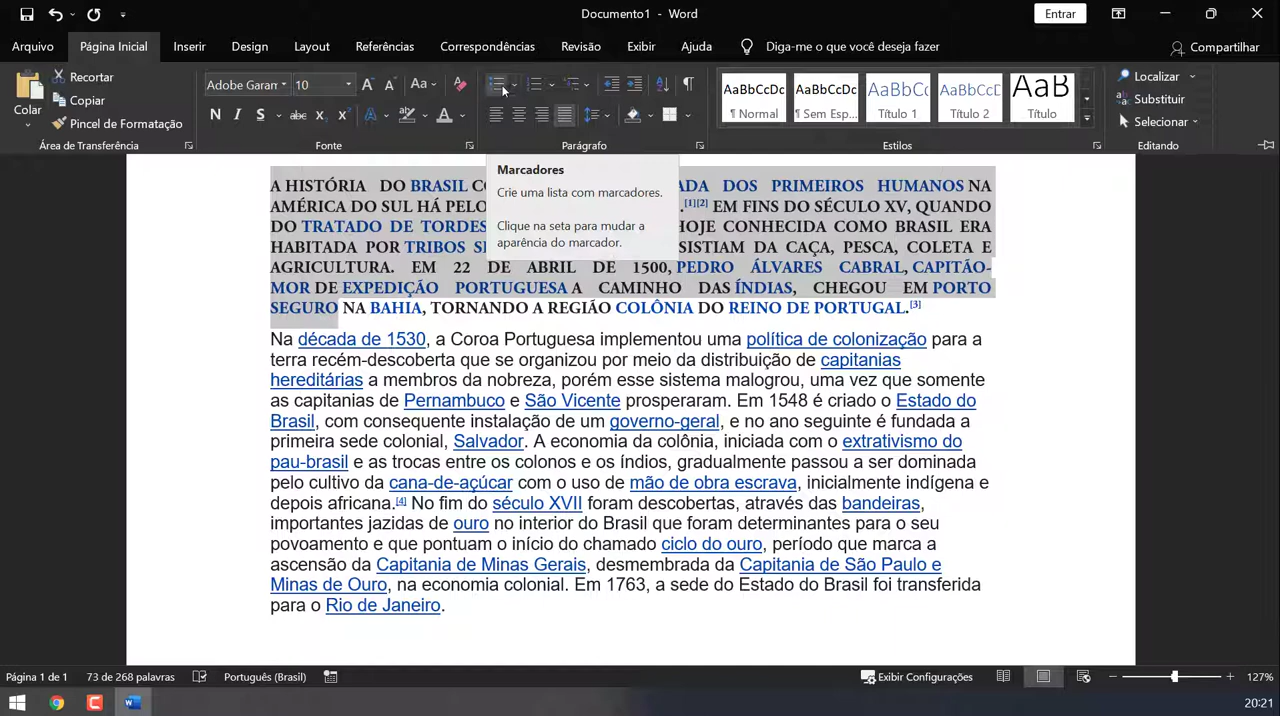 Documento1 - Word
Entrar
Arquivo
Página Inicial
Inserir
Design
Layout
Referências
Correspondências
Revisão
Exibir
Ajuda
Diga-me o que você deseja fazer
Compartilhar
Colar
Recortar
Copiar
Pincel de Formatação
Área de Transferência
Adobe Garan
10
Aa
N I S abc x₂ x² A A
Fonte
Parágrafo
AaBbCcDc AaBbCcDc AaBbCc AaBbCcC AaB
¶ Normal
¶ Sem Esp...
Título 1
Título 2
Título
Estilos
Localizar
Substituir
Selecionar
Editando
Marcadores
Crie uma lista com marcadores.
Clique na seta para mudar a
aparência do marcador.
A HISTÓRIA DO BRASIL CO ADA DOS PRIMEIROS HUMANOS NA
AMÉRICA DO SUL HÁ PELO .[1][2] EM FINS DO SÉCULO XV, QUANDO
DO TRATADO DE TORDES HOJE CONHECIDA COMO BRASIL ERA
HABITADA POR TRIBOS SE SISTIAM DA CAÇA, PESCA, COLETA E
AGRICULTURA. EM 22 DE ABRIL DE 1500, PEDRO ÁLVARES CABRAL, CAPITÃO-
MOR DE EXPEDIÇÃO PORTUGUESA A CAMINHO DAS ÍNDIAS, CHEGOU EM PORTO
SEGURO NA BAHIA, TORNANDO A REGIÃO COLÔNIA DO REINO DE PORTUGAL.[3]
Na década de 1530, a Coroa Portuguesa implementou uma política de colonização para a
terra recém-descoberta que se organizou por meio da distribuição de capitanias
hereditárias a membros da nobreza, porém esse sistema malogrou, uma vez que somente
as capitanias de Pernambuco e São Vicente prosperaram. Em 1548 é criado o Estado do
Brasil, com consequente instalação de um governo-geral, e no ano seguinte é fundada a
primeira sede colonial, Salvador. A economia da colônia, iniciada com o extrativismo do
pau-brasil e as trocas entre os colonos e os índios, gradualmente passou a ser dominada
pelo cultivo da cana-de-açúcar com o uso de mão de obra escrava, inicialmente indígena e
depois africana.[4] No fim do século XVII foram descobertas, através das bandeiras,
importantes jazidas de ouro no interior do Brasil que foram determinantes para o seu
povoamento e que pontuam o início do chamado ciclo do ouro, período que marca a
ascensão da Capitania de Minas Gerais, desmembrada da Capitania de São Paulo e
Minas de Ouro, na economia colonial. Em 1763, a sede do Estado do Brasil foi transferida
para o Rio de Janeiro.
Página 1 de 1
73 de 268 palavras
Português (Brasil)
Exibir Configurações
127%
20:21